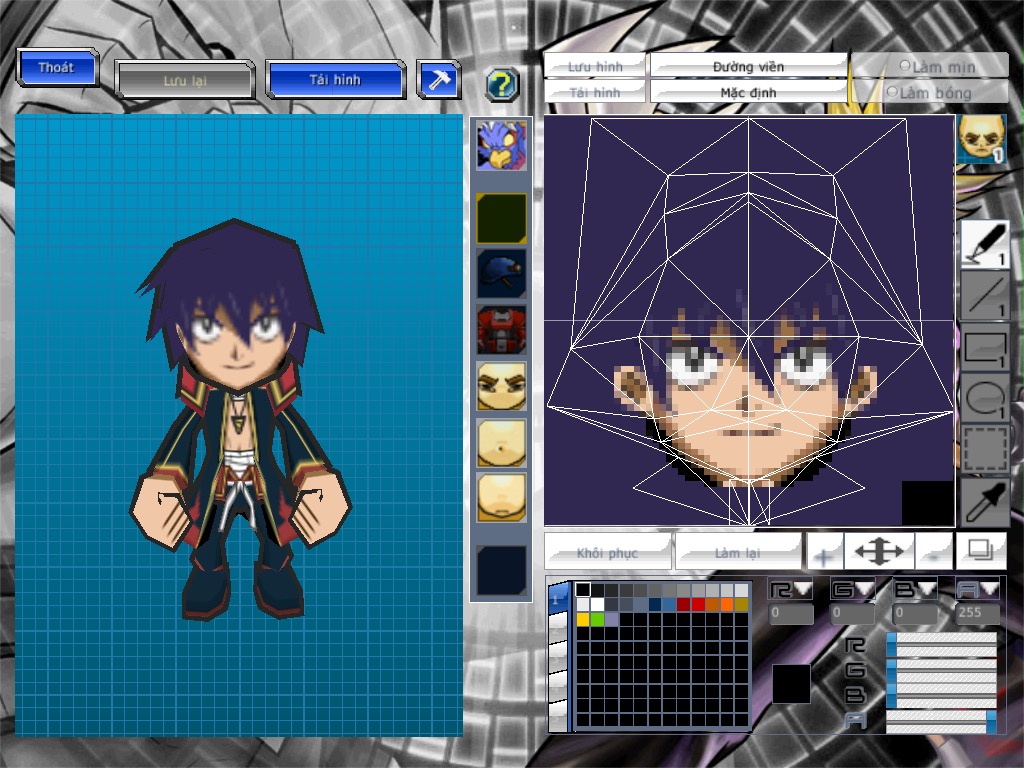 Thoát
Lưu lại
Tải hình
?
Lưu hình
Đường viền
Làm mịn
Tải hình
Mặc định
Làm bóng
1
1
1
1
1
Khôi phục
Làm lại
+
-
1
R
G
B
A
0
0
0
255
R
G
B
A